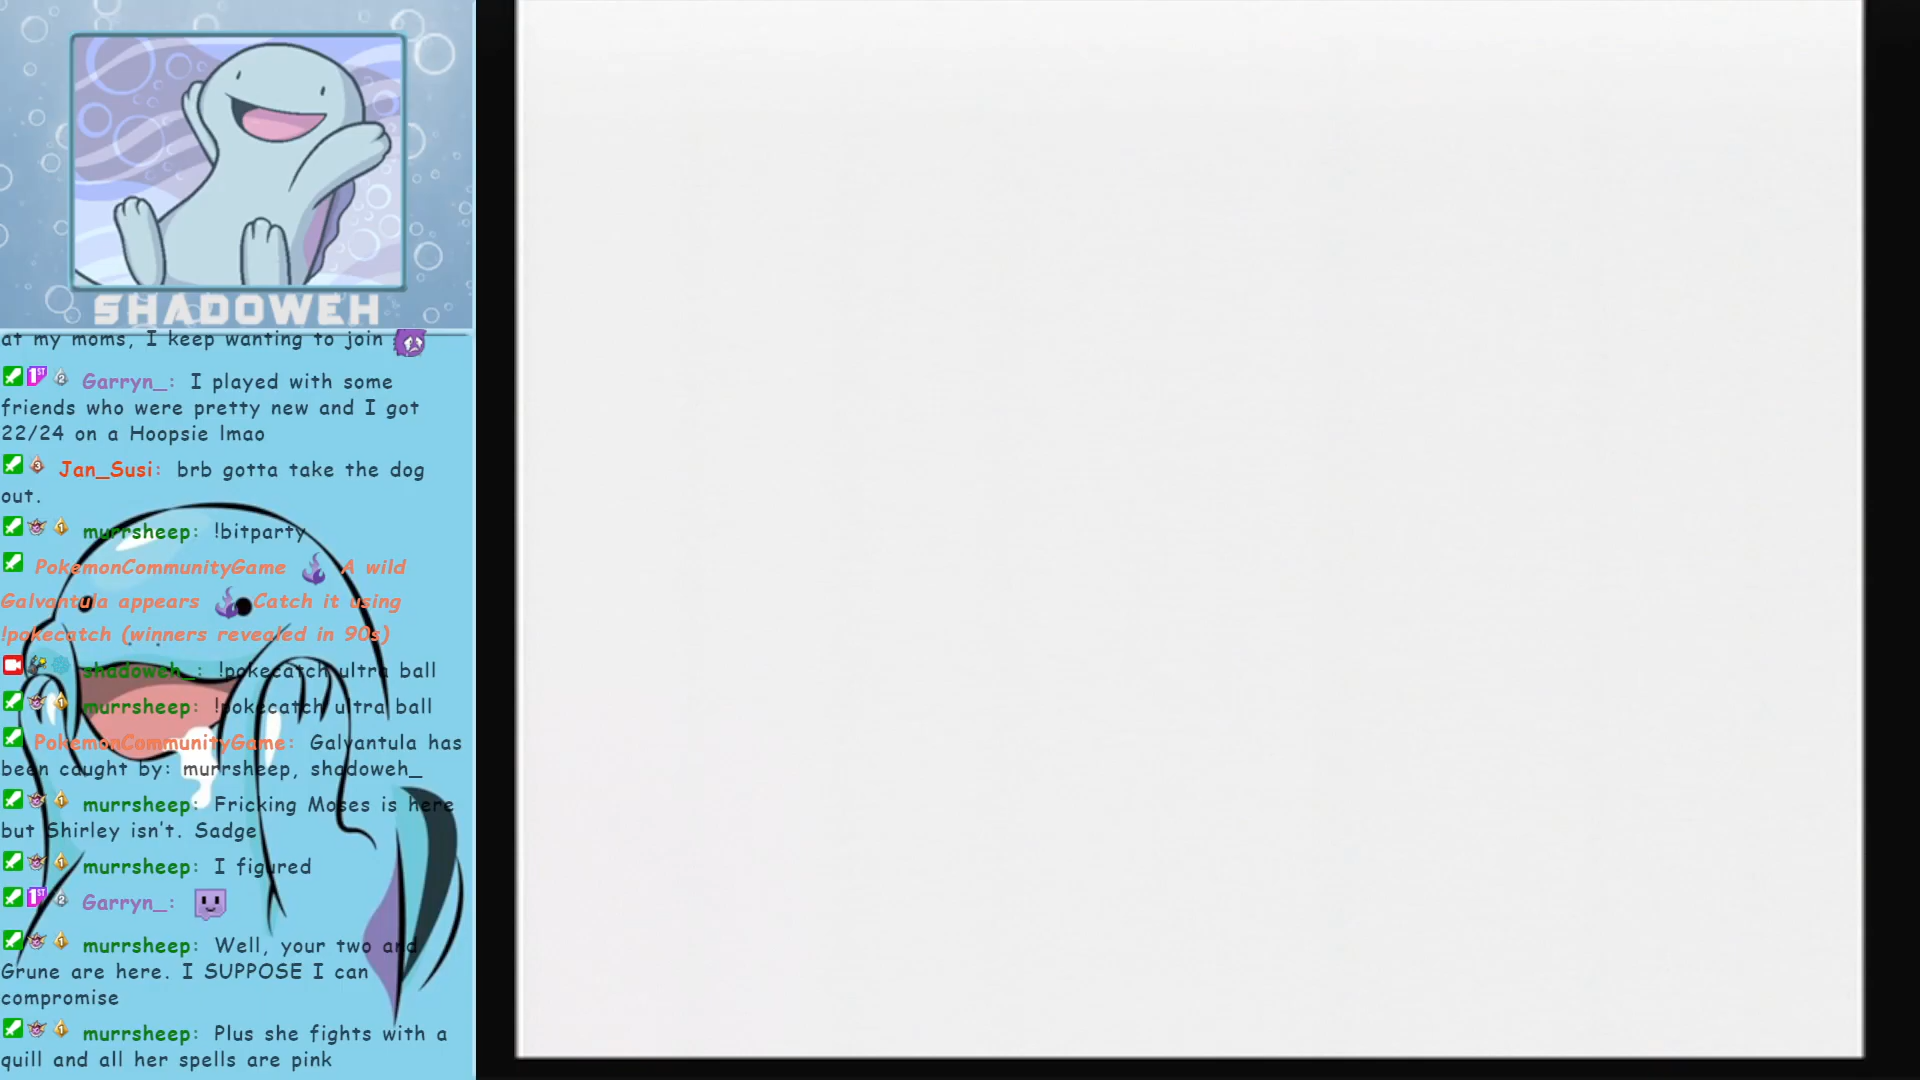 SHADOWEH
at my moms, I keep wanting to join
Garryn_: I played with some
friends who were pretty new and I got
22/24 on a Hoopsie lmao
Jan_Susi: brb gotta take the dog
out.
murrsheep: !bitparty
PokemonCommunityGame A wild
Galvantula appears Catch it using
!pokecatch (winners revealed in 90s)
shadoweh_: !pokecatch ultra ball
murrsheep: !pokecatch ultra ball
PokemonCommunityGame: Galvantula has
been caught by: murrsheep, shadoweh_
murrsheep: Fricking Moses is here
but Shirley isn't. Sadge
murrsheep: I figured
Garryn_:
murrsheep: Well, your two and
Grune are here. I SUPPOSE I can
compromise
murrsheep: Plus she fights with a
quill and all her spells are pink